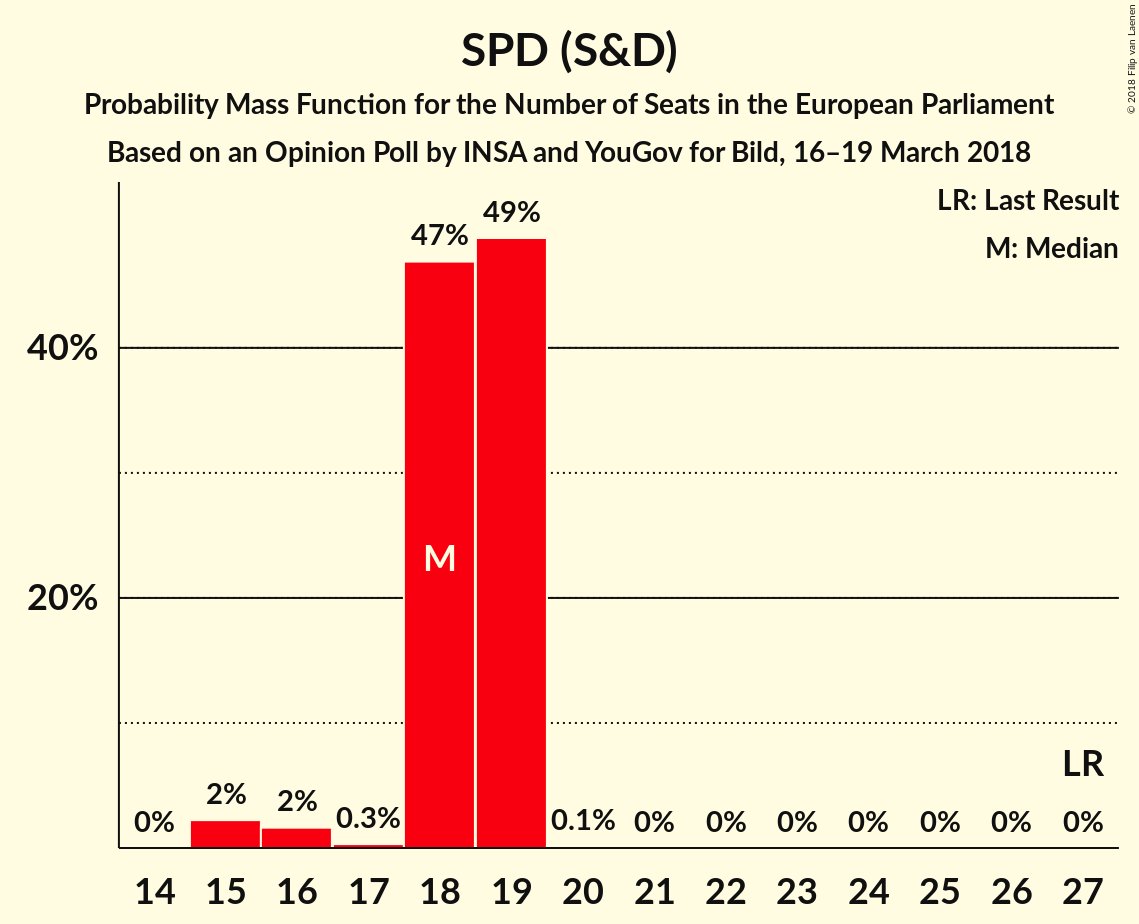 SPD (S&D)
Probability Mass Function for the Number of Seats in the European Parliament
Based on an Opinion Poll by INSA and YouGov for Bild, 16–19 March 2018
© 2018 Filip van Laenen
LR: Last Result
M: Median
49%
47%
40%
M
20%
LR
0% 2% 2% 0.3% 0.1% 0% 0% 0% 0% 0% 0% 0%
14 15 16 17 18 19 20 21 22 23 24 25 26 27